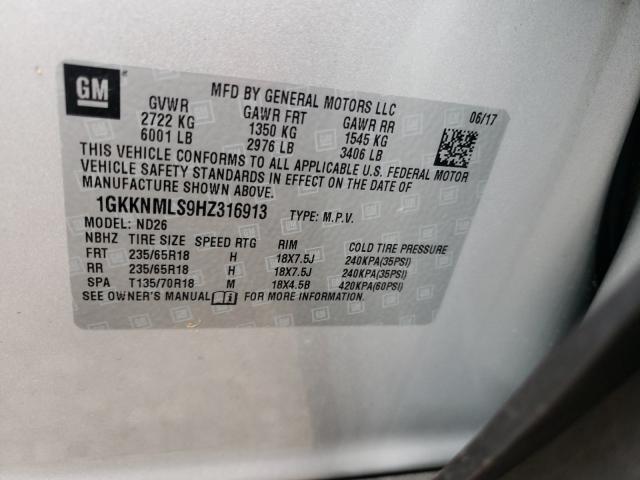 GM
MFD BY GENERAL MOTORS LLC
06/17
GVWR GAWR FRT GAWR RR
2722 KG 1350 KG 1545 KG
6001 LB 2976 LB 3406 LB
THIS VEHICLE CONFORMS TO ALL APPLICABLE U.S. FEDERAL MOTOR
VEHICLE SAFETY STANDARDS IN EFFECT ON THE DATE OF
MANUFACTURE SHOWN ABOVE.
1GKKNMLS9HZ316913 TYPE: M.P.V.
MODEL: ND26
NBHZ TIRE SIZE SPEED RTG RIM COLD TIRE PRESSURE
FRT 235/65R18 H 18X7.5J 240KPA(35PSI)
RR 235/65R18 H 18X7.5J 240KPA(35PSI)
SPA T135/70R18 M 18X4.5B 420KPA(60PSI)
SEE OWNER'S MANUAL FOR MORE INFORMATION.